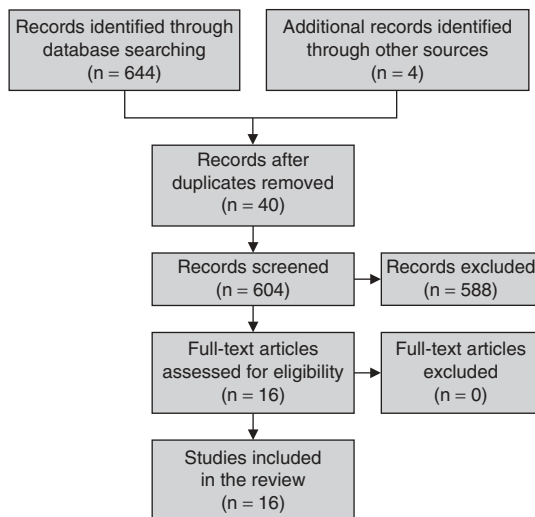 Records identified through
database searching
(n = 644)
Additional records identified
through other sources
(n = 4)
Records after
duplicates removed
(n = 40)
Records screened
(n = 604)
Records excluded
(n = 588)
Full-text articles
assessed for eligibility
(n = 16)
Full-text articles
excluded
(n = 0)
Studies included
in the review
(n = 16)